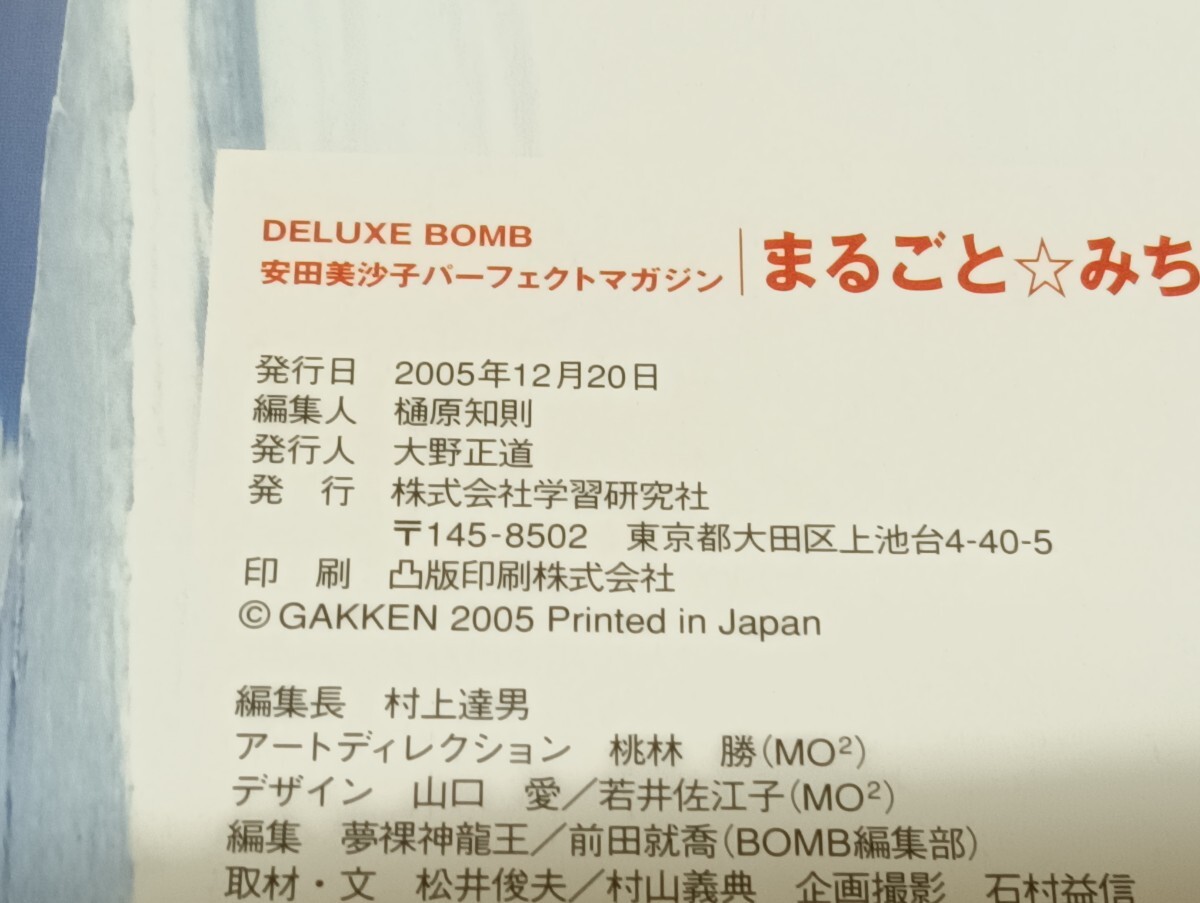 DELUXE BOMB
安田美沙子パーフェクトマガジン まるごと☆みち
発行日 2005年12月20日
編集人 樋原知則
発行人 大野正道
発 行 株式会社学習研究社
〒145-8502 東京都大田区上池台4-40-5
印 刷 凸版印刷株式会社
© GAKKEN 2005 Printed in Japan
編集長 村上達男
アートディレクション 桃林 勝(MO²)
デザイン 山口 愛／若井佐江子(MO²)
編集 夢裸神龍王／前田就喬(BOMB編集部)
取材・文 松井俊夫／村山義典 企画撮影 石村益信